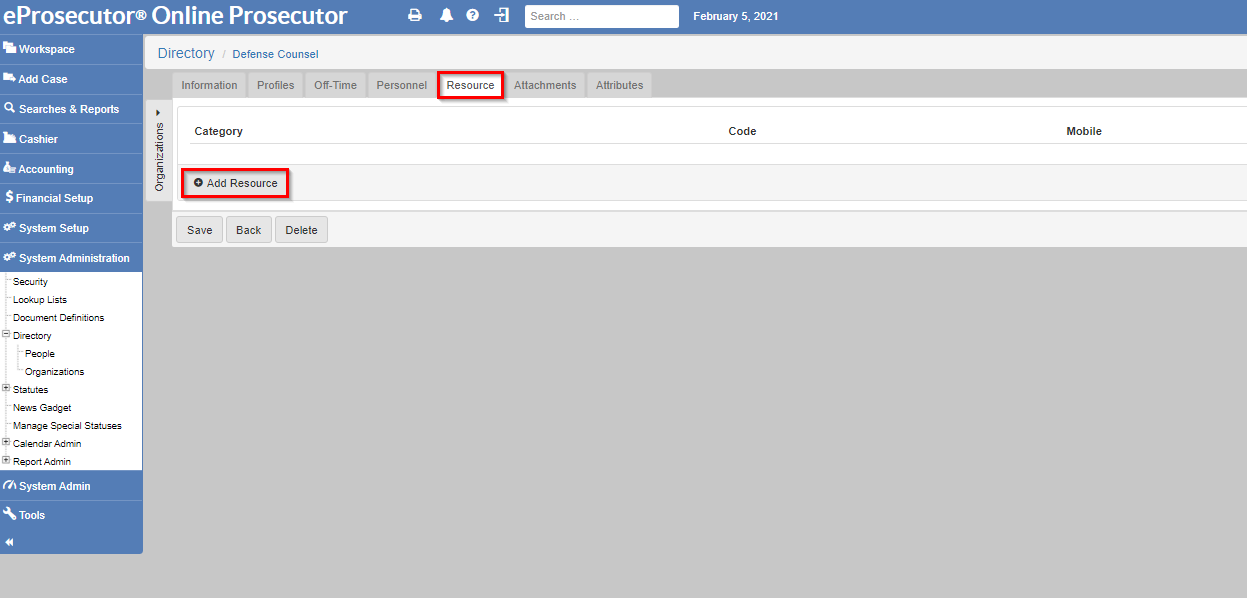 eProsecutor® Online Prosecutor
Search ...
February 5, 2021
Workspace
Add Case
Searches & Reports
Cashier
Accounting
Financial Setup
System Setup
System Administration
Security
Lookup Lists
Document Definitions
Directory
People
Organizations
Statutes
News Gadget
Manage Special Statuses
Calendar Admin
Report Admin
System Admin
Tools
Directory / Defense Counsel
Information Profiles Off-Time Personnel Resource Attachments Attributes
Organizations
Category Code Mobile
Add Resource
Save Back Delete